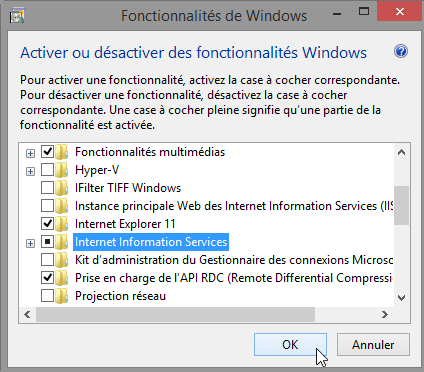 Fonctionnalités de Windows
Activer ou désactiver des fonctionnalités Windows
Pour activer une fonctionnalité, activez la case à cocher correspondante.
Pour désactiver une fonctionnalité, désactivez la case à cocher
correspondante. Une case à cocher pleine signifie qu'une partie de la
fonctionnalité est activée.
Fonctionnalités multimédias
Hyper-V
IFilter TIFF Windows
Instance principale Web des Internet Information Services (IIS
Internet Explorer 11
Internet Information Services
Kit d'administration du Gestionnaire des connexions Microso
Prise en charge de l'API RDC (Remote Differential Compressi
Projection réseau
OK
Annuler